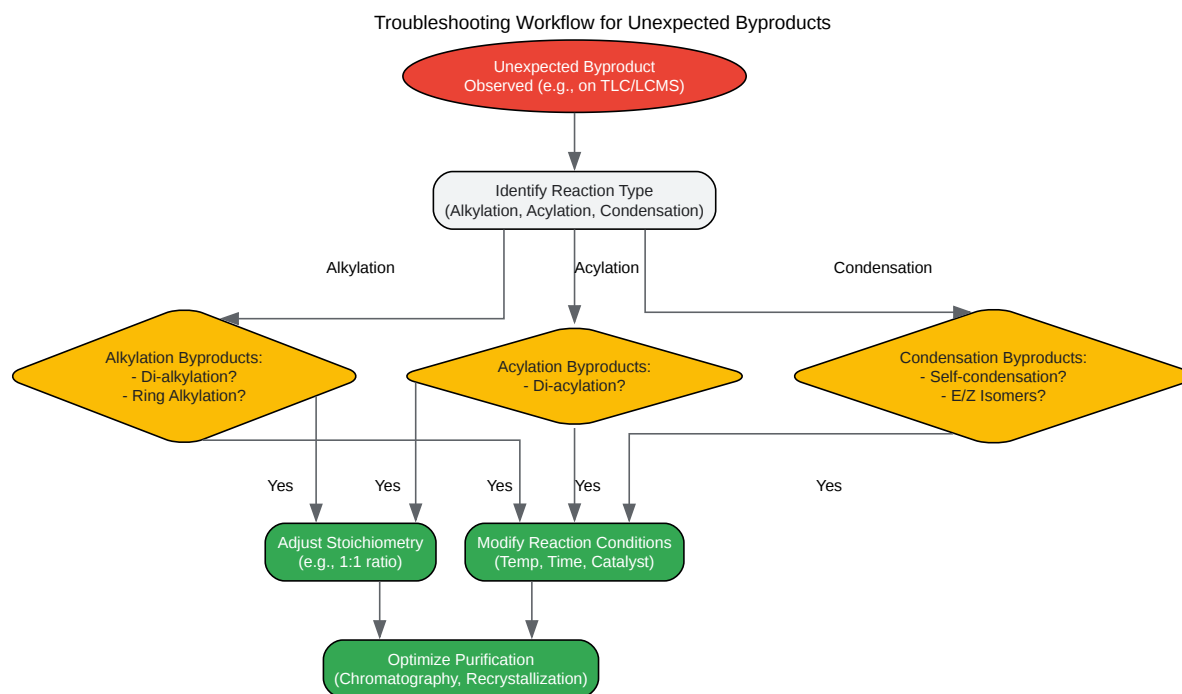 Troubleshooting Workflow for Unexpected Byproducts
Unexpected Byproduct
Observed (e.g., on TLC/LCMS)
Identify Reaction Type
(Alkylation, Acylation, Condensation)
Alkylation
Acylation
Condensation
Alkylation Byproducts:
- Di-alkylation?
- Ring Alkylation?
Acylation Byproducts:
- Di-acylation?
Condensation Byproducts:
- Self-condensation?
- E/Z Isomers?
Yes
Yes
Yes
Yes
Yes
Adjust Stoichiometry
(e.g., 1:1 ratio)
Modify Reaction Conditions
(Temp, Time, Catalyst)
Optimize Purification
(Chromatography, Recrystallization)